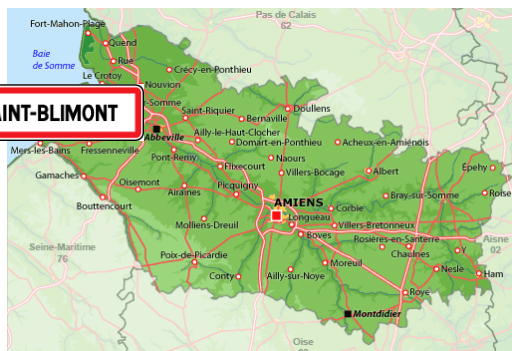 Pas de Calais
62
Fort-Mahon-Plage
Quend
Baie
de Somme
Rue
Crécy-en-Ponthieu
Le Crotoy
Nouvion
AINT-BLIMONT
-Somme
Saint-Riquier
Doullens
Bernaville
Abbeville
Ailly-le-Haut-Clocher
Domart-en-Ponthieu
Acheux-en-Amiénois
Mers-les-Bains
Fressenneville
Pont-Remy
Naours
Flixecourt
Villers-Bocage
Albert
Épehy
Gamaches
Oisemont
Airaines
Picquigny
Bray-sur-Somme
Roise
Bouttencourt
AMIENS
Corbie
Molliens-Dreuil
Longueau
Villers-Bretonneux
Boves
Rosières-en-Santerre
Aisne
02
Seine-Maritime
76
Chaulnes
Y
Poix-de-Picardie
Moreuil
Nesle
Ham
Conty
Ailly-sur-Noye
Roye
Montdidier
Oise